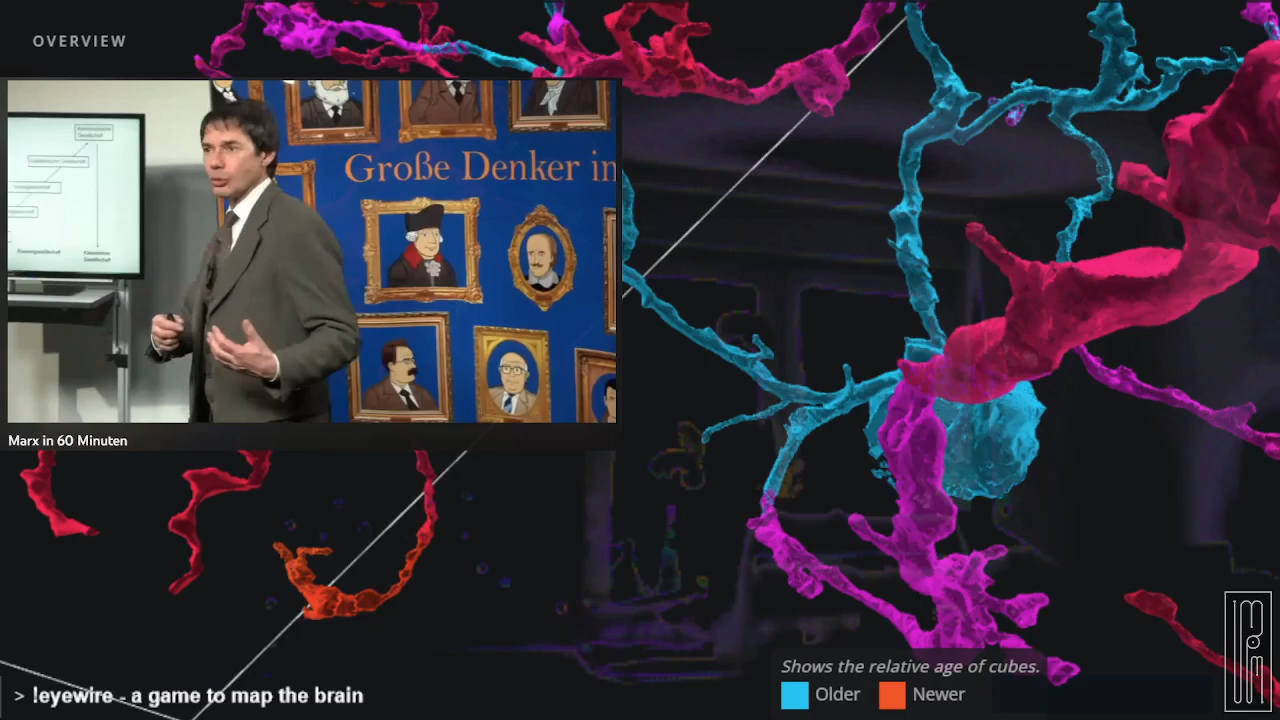 OVERVIEW
Große Denker in
Marx in 60 Minuten
> !eyewire - a game to map the brain
Shows the relative age of cubes.
Older
Newer